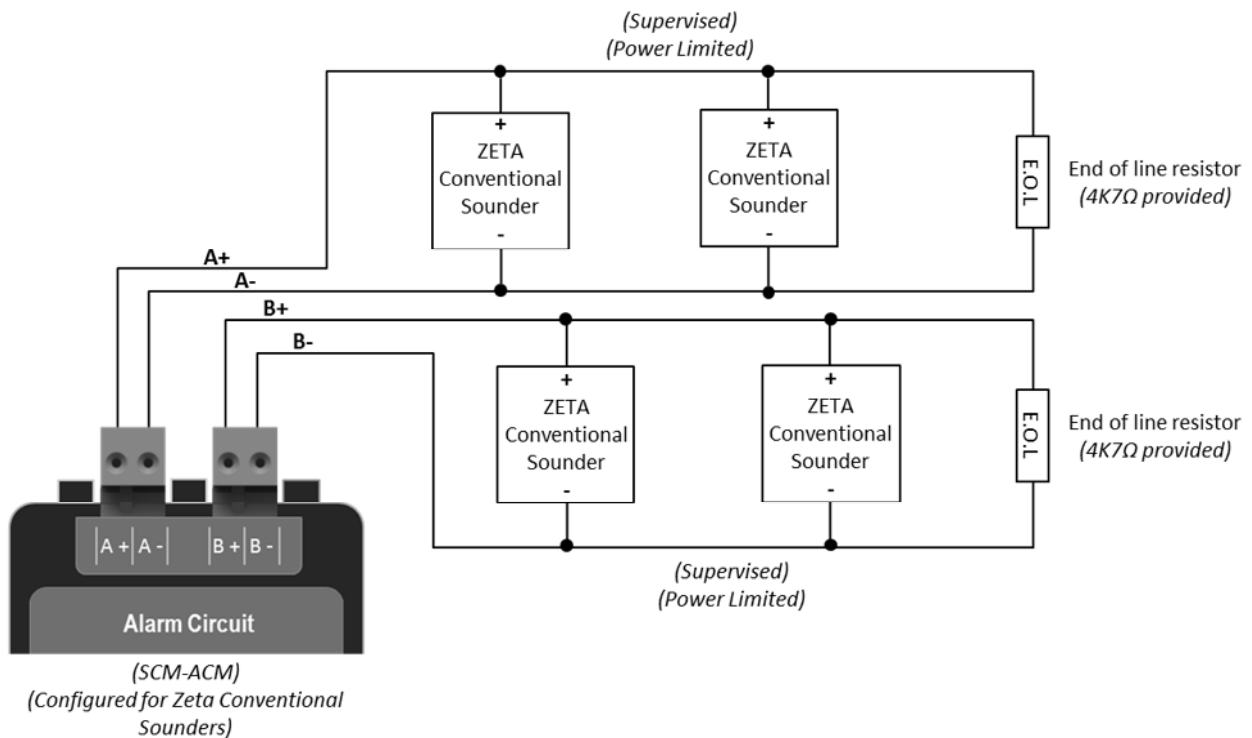 (Supervised)
(Power Limited)
+
ZETA
Conventional
Sounder
-
+
ZETA
Conventional
Sounder
-
E.O.L
End of line resistor
(4K7Ω provided)
A+
A-
B+
B-
+
ZETA
Conventional
Sounder
-
+
ZETA
Conventional
Sounder
-
E.O.L
End of line resistor
(4K7Ω provided)
(Supervised)
(Power Limited)
|A +|A -| |B +|B -|
Alarm Circuit
(SCM-ACM)
(Configured for Zeta Conventional
Sounders)